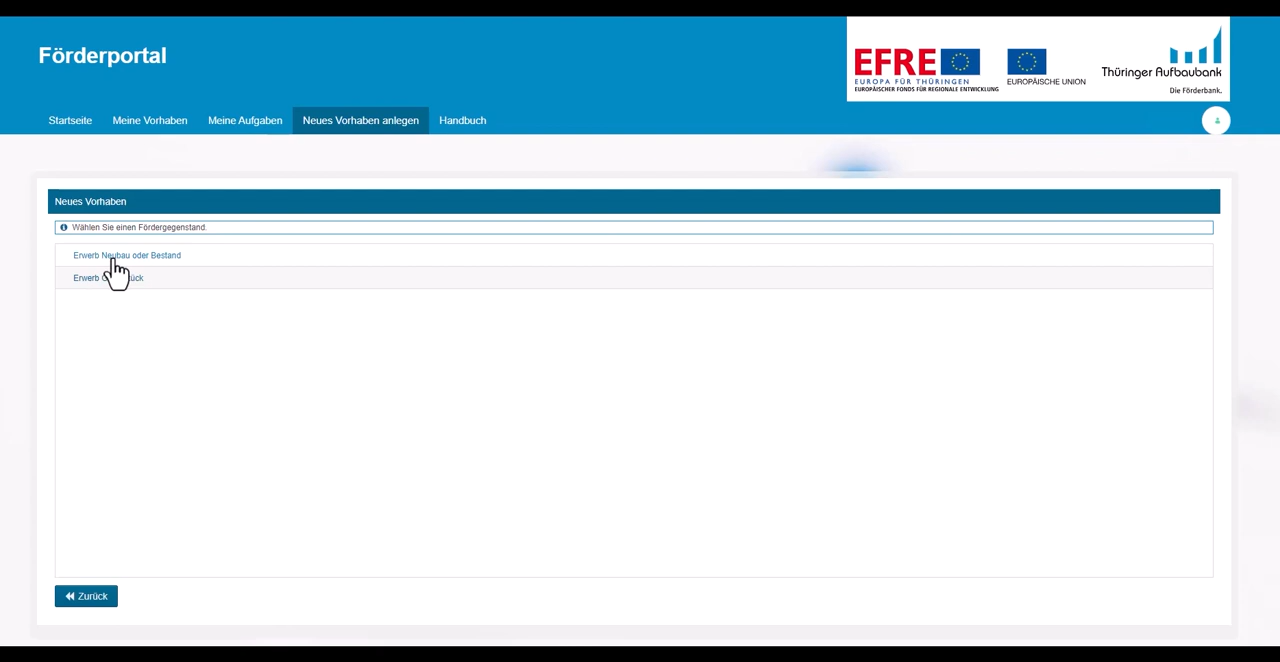 Förderportal
EFRE
EUROPA FÜR THÜRINGEN
EUROPÄISCHER FONDS FÜR REGIONALE ENTWICKLUNG
EUROPÄISCHE UNION
Thüringer Aufbaubank
Die Förderbank.
Startseite Meine Vorhaben Meine Aufgaben Neues Vorhaben anlegen Handbuch
Neues Vorhaben
Wählen Sie einen Fördergegenstand.
Erwerb Neubau oder Bestand
Erwerb
Zurück